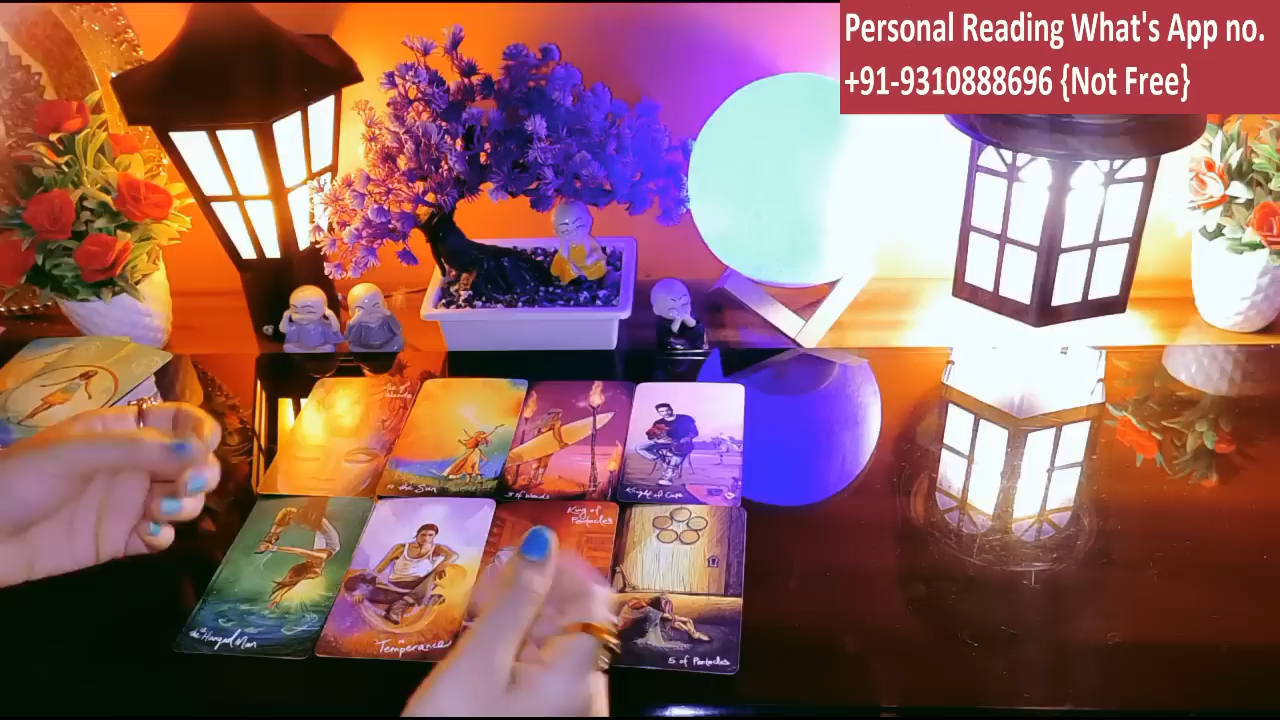 Personal Reading What's App no.
+91-9310888696 {Not Free}
the Sun
3 of Wands
Knight of Cups
the Hanged Man
Temperance
King of
Pentacles
5 of Pentacles